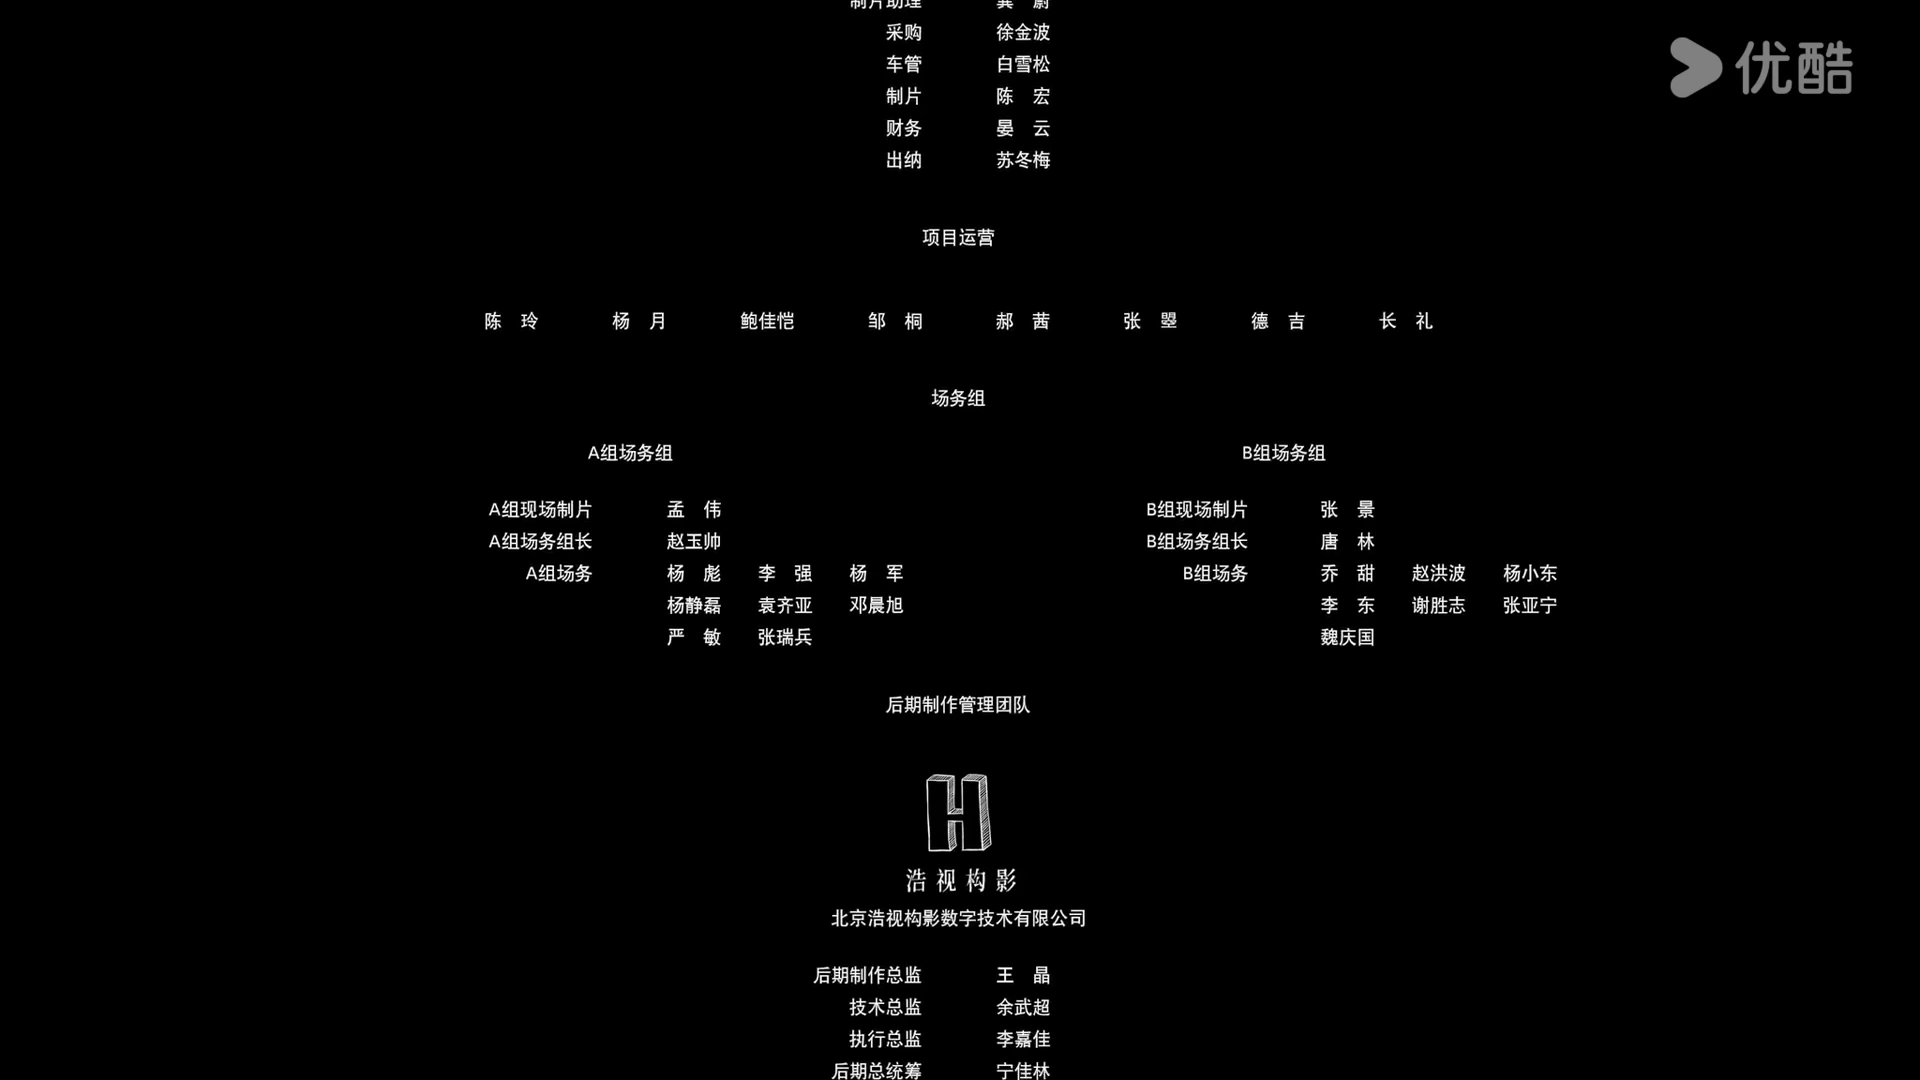 制片助理 龚 蔚
采购 徐金波
优酷
车管 白雪松
制片 陈 宏
财务 晏 云
出纳 苏冬梅
项目运营
陈 玲 杨 月 鲍佳恺 邹 桐 郝 茜 张 曌 德 吉 长 礼
场务组
A组场务组 B组场务组
A组现场制片 孟 伟 B组现场制片 张 景
A组场务组长 赵玉帅 B组场务组长 唐 林
A组场务 杨 彪 李 强 杨 军 B组场务 乔 甜 赵洪波 杨小东
杨静磊 袁齐亚 邓晨旭 李 东 谢胜志 张亚宁
严 敏 张瑞兵 魏庆国
后期制作管理团队
H
浩视构影
北京浩视构影数字技术有限公司
后期制作总监 王 晶
技术总监 余武超
执行总监 李嘉佳
后期总统筹 宁佳林